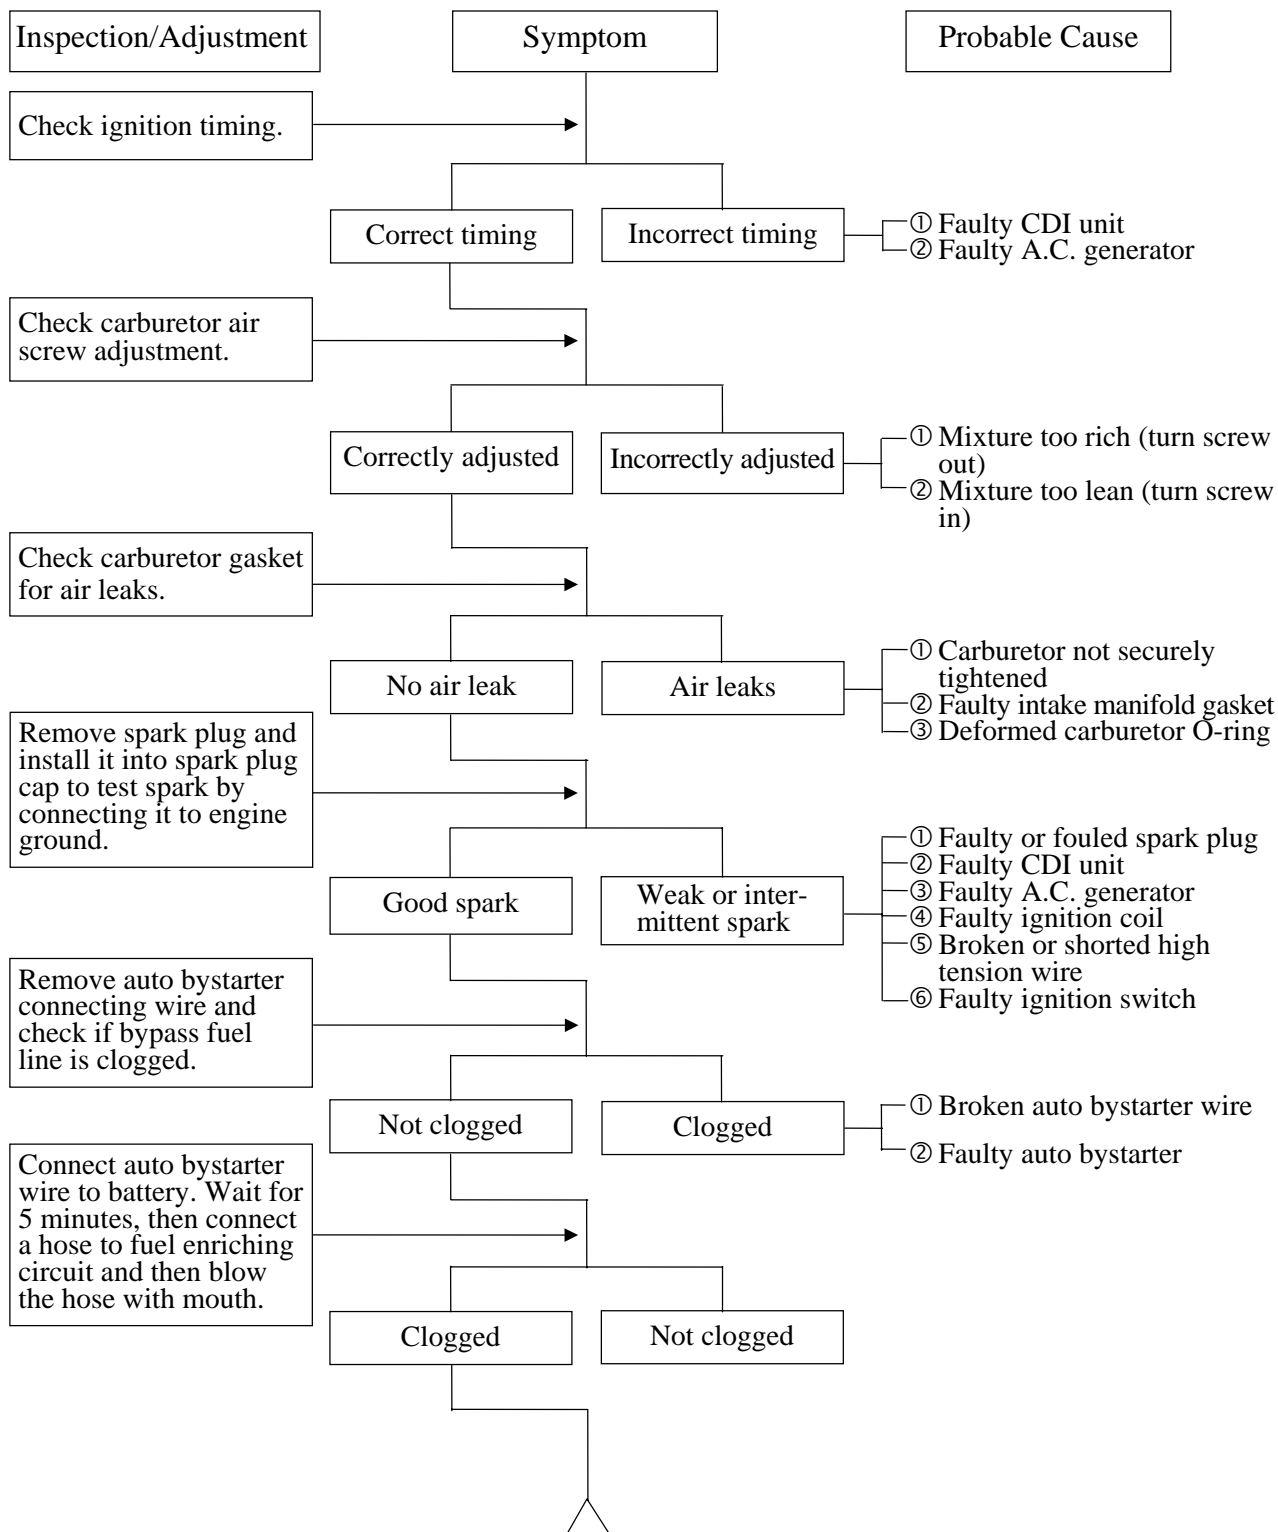 Inspection/Adjustment
Symptom
Probable Cause
Check ignition timing.
Correct timing
Incorrect timing
① Faulty CDI unit
② Faulty A.C. generator
Check carburetor air
screw adjustment.
Correctly adjusted
Incorrectly adjusted
① Mixture too rich (turn screw
out)
② Mixture too lean (turn screw
in)
Check carburetor gasket
for air leaks.
No air leak
Air leaks
① Carburetor not securely
tightened
② Faulty intake manifold gasket
③ Deformed carburetor O-ring
Remove spark plug and
install it into spark plug
cap to test spark by
connecting it to engine
ground.
Good spark
Weak or inter-
mittent spark
① Faulty or fouled spark plug
② Faulty CDI unit
③ Faulty A.C. generator
④ Faulty ignition coil
⑤ Broken or shorted high
tension wire
⑥ Faulty ignition switch
Remove auto bystarter
connecting wire and
check if bypass fuel
line is clogged.
Not clogged
Clogged
① Broken auto bystarter wire
② Faulty auto bystarter
Connect auto bystarter
wire to battery. Wait for
5 minutes, then connect
a hose to fuel enriching
circuit and then blow
the hose with mouth.
Clogged
Not clogged